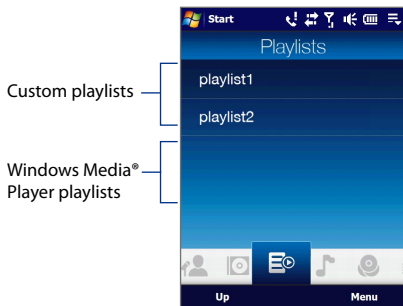 Start
Playlists
playlist1
playlist2
Custom playlists
Windows Media®
Player playlists
Up Menu